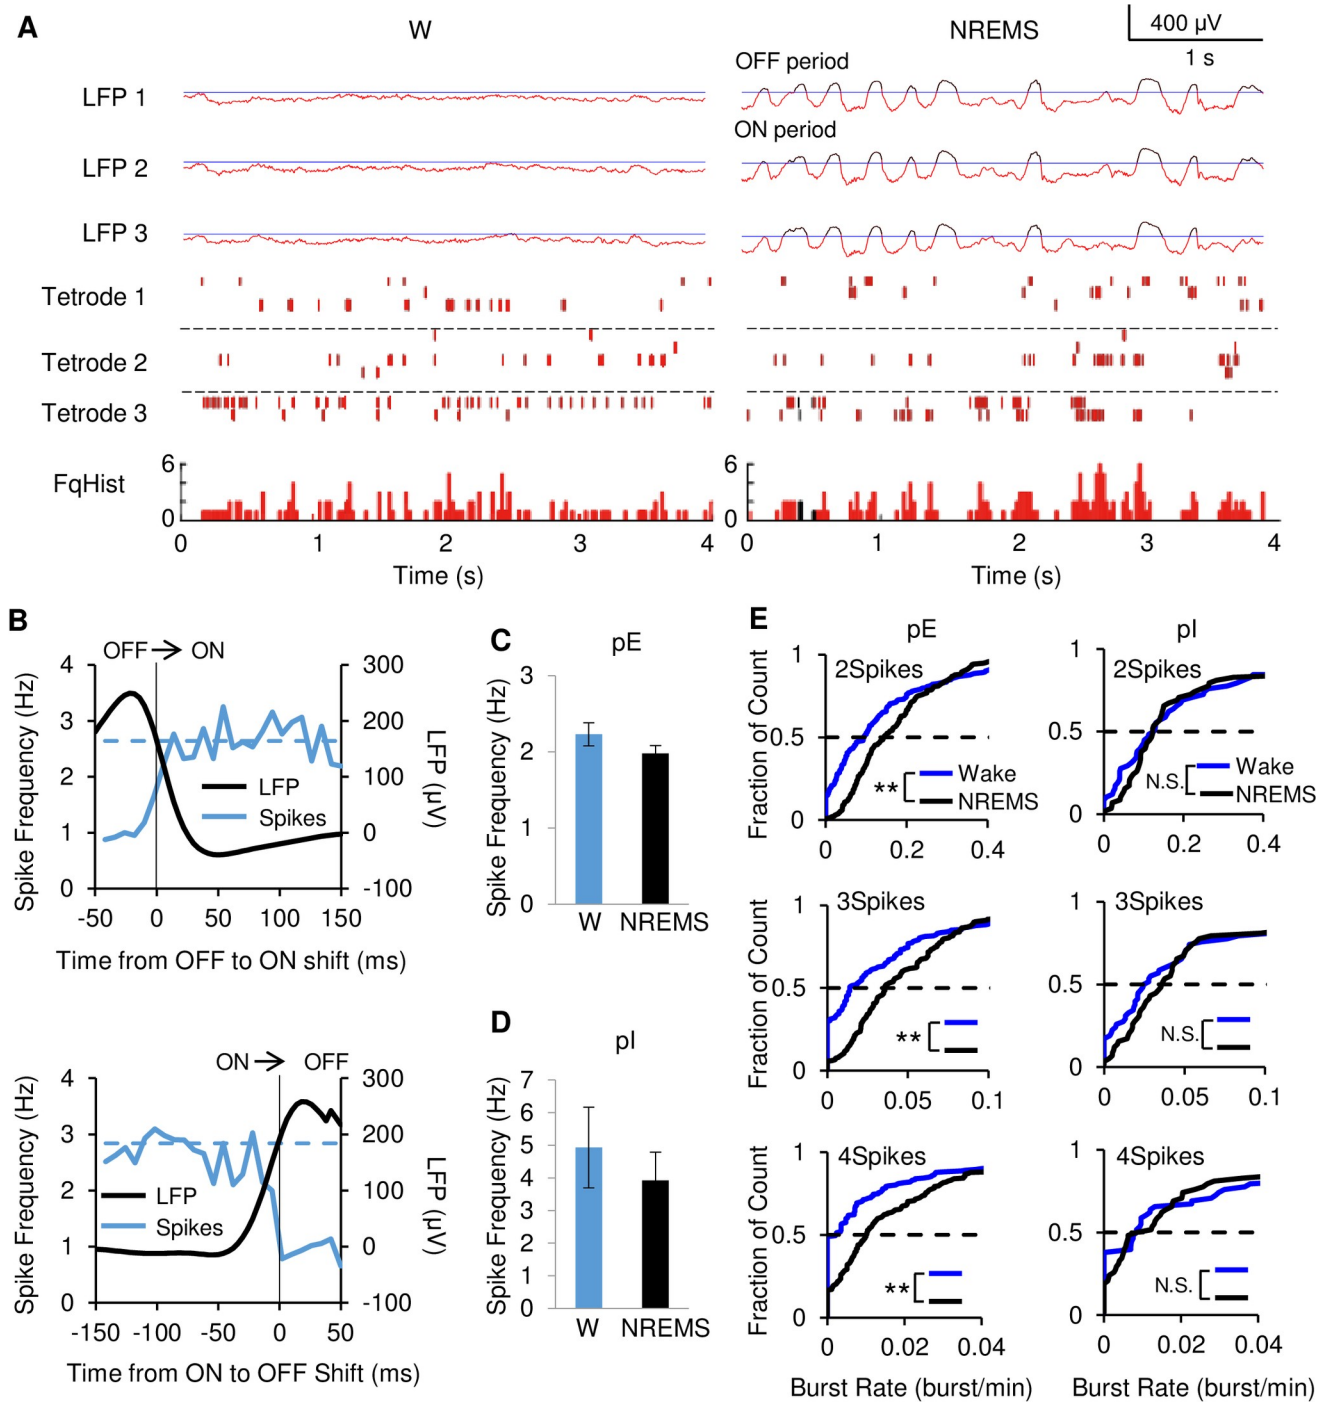 A
W
NREMS
400 µV
1 s
OFF period
ON period
LFP 1
LFP 2
LFP 3
Tetrode 1
Tetrode 2
Tetrode 3
FqHist
6
0
6
0
0 1 2 3 4
0 1 2 3 4
Time (s)
Time (s)
B
OFF → ON
4
3
2
1
0
300
200
100
0
-100
Spike Frequency (Hz)
LFP (µV)
LFP
Spikes
-50 0 50 100 150
Time from OFF to ON shift (ms)
ON → OFF
4
3
2
1
0
300
200
100
0
-100
Spike Frequency (Hz)
LFP (µV)
LFP
Spikes
-150 -100 -50 0 50
Time from ON to OFF Shift (ms)
C
pE
Spike Frequency (Hz)
3
2
1
0
W NREMS
D
pI
Spike Frequency (Hz)
7
6
5
4
3
2
1
0
W NREMS
E
pE
pI
Fraction of Count
1
0.5
0
2Spikes
**
Wake
NREMS
0 0.2 0.4
1
0.5
0
2Spikes
N.S.
Wake
NREMS
0 0.2 0.4
Fraction of Count
1
0.5
0
3Spikes
**
0 0.05 0.1
1
0.5
0
3Spikes
N.S.
0 0.05 0.1
Fraction of Count
1
0.5
0
4Spikes
**
0 0.02 0.04
Burst Rate (burst/min)
1
0.5
0
4Spikes
N.S.
0 0.02 0.04
Burst Rate (burst/min)